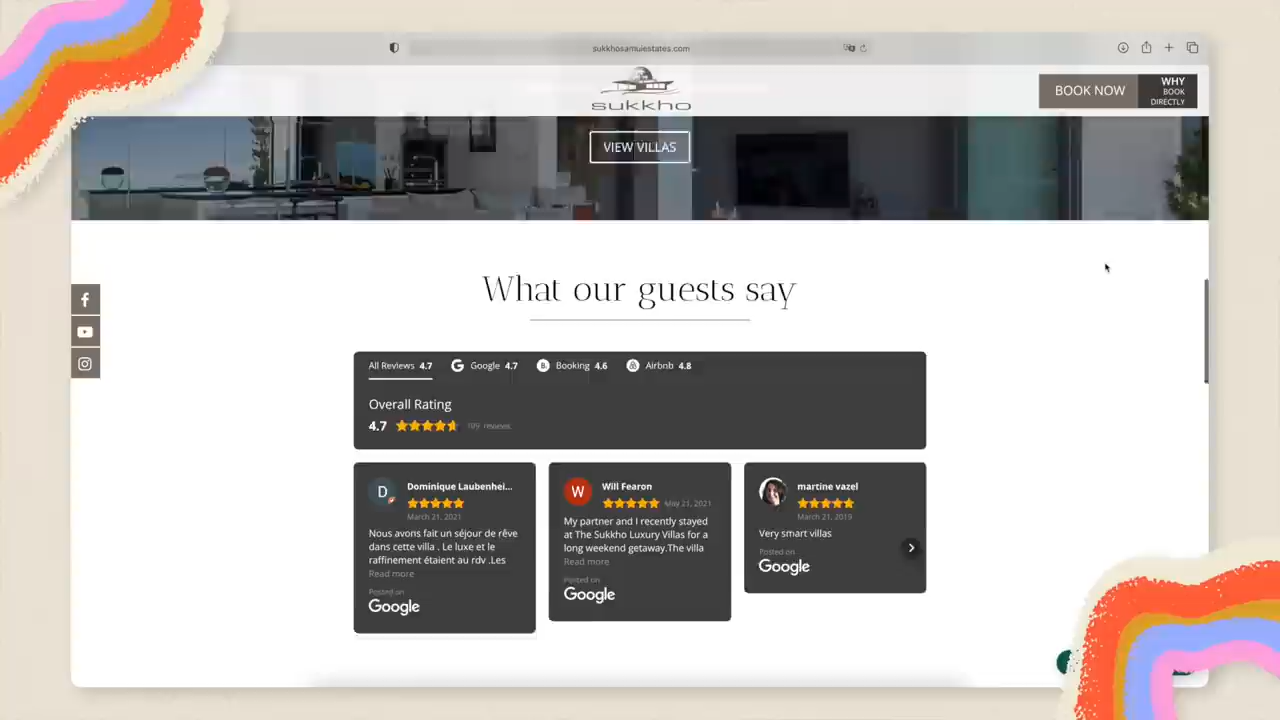 sukkhosamuiestates.com
sukkho
BOOK NOW
WHY
BOOK
DIRECTLY
VIEW VILLAS
What our guests say
All Reviews 4.7
Google 4.7
Booking 4.6
Airbnb 4.8
Overall Rating
4.7
reviews
D
Dominique Laubenhei...
March 21, 2021
Nous avons fait un séjour de rêve
dans cette villa . Le luxe et le
raffinement étaient au rdv .Les
Read more
Posted on
Google
W
Will Fearon
May 21, 2021
My partner and I recently stayed
at The Sukkho Luxury Villas for a
long weekend getaway.The villa
Read more
Posted on
Google
martine vazel
March 21, 2019
Very smart villas
Posted on
Google